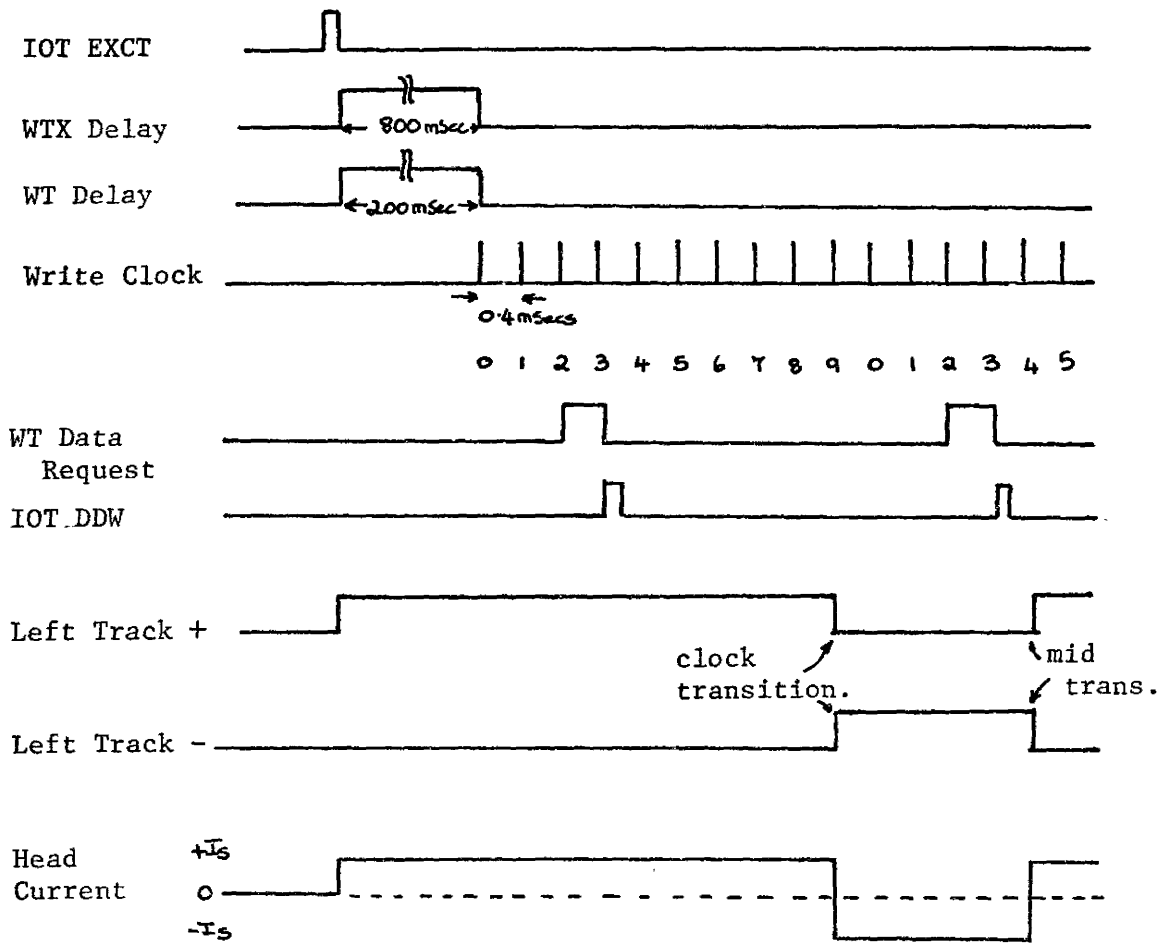 IOT EXCT
WTX Delay
800 mSec
WT Delay
200 mSec
Write Clock
0.4 mSecs
0 1 2 3 4 5 6 7 8 9 0 1 2 3 4 5
WT Data
Request
IOT DDW
Left Track +
clock
transition.
mid
trans.
Left Track -
Head
Current
+Is
0
-Is